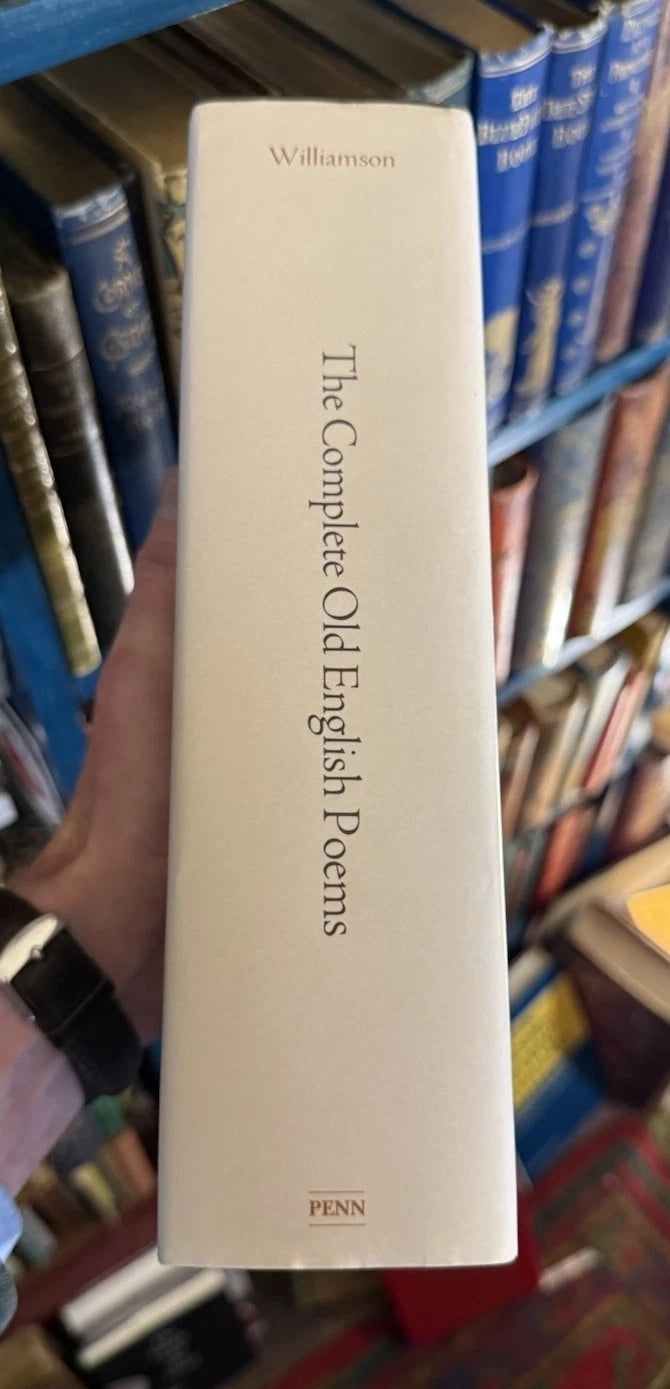 Williamson
The Complete Old English Poems
PENN